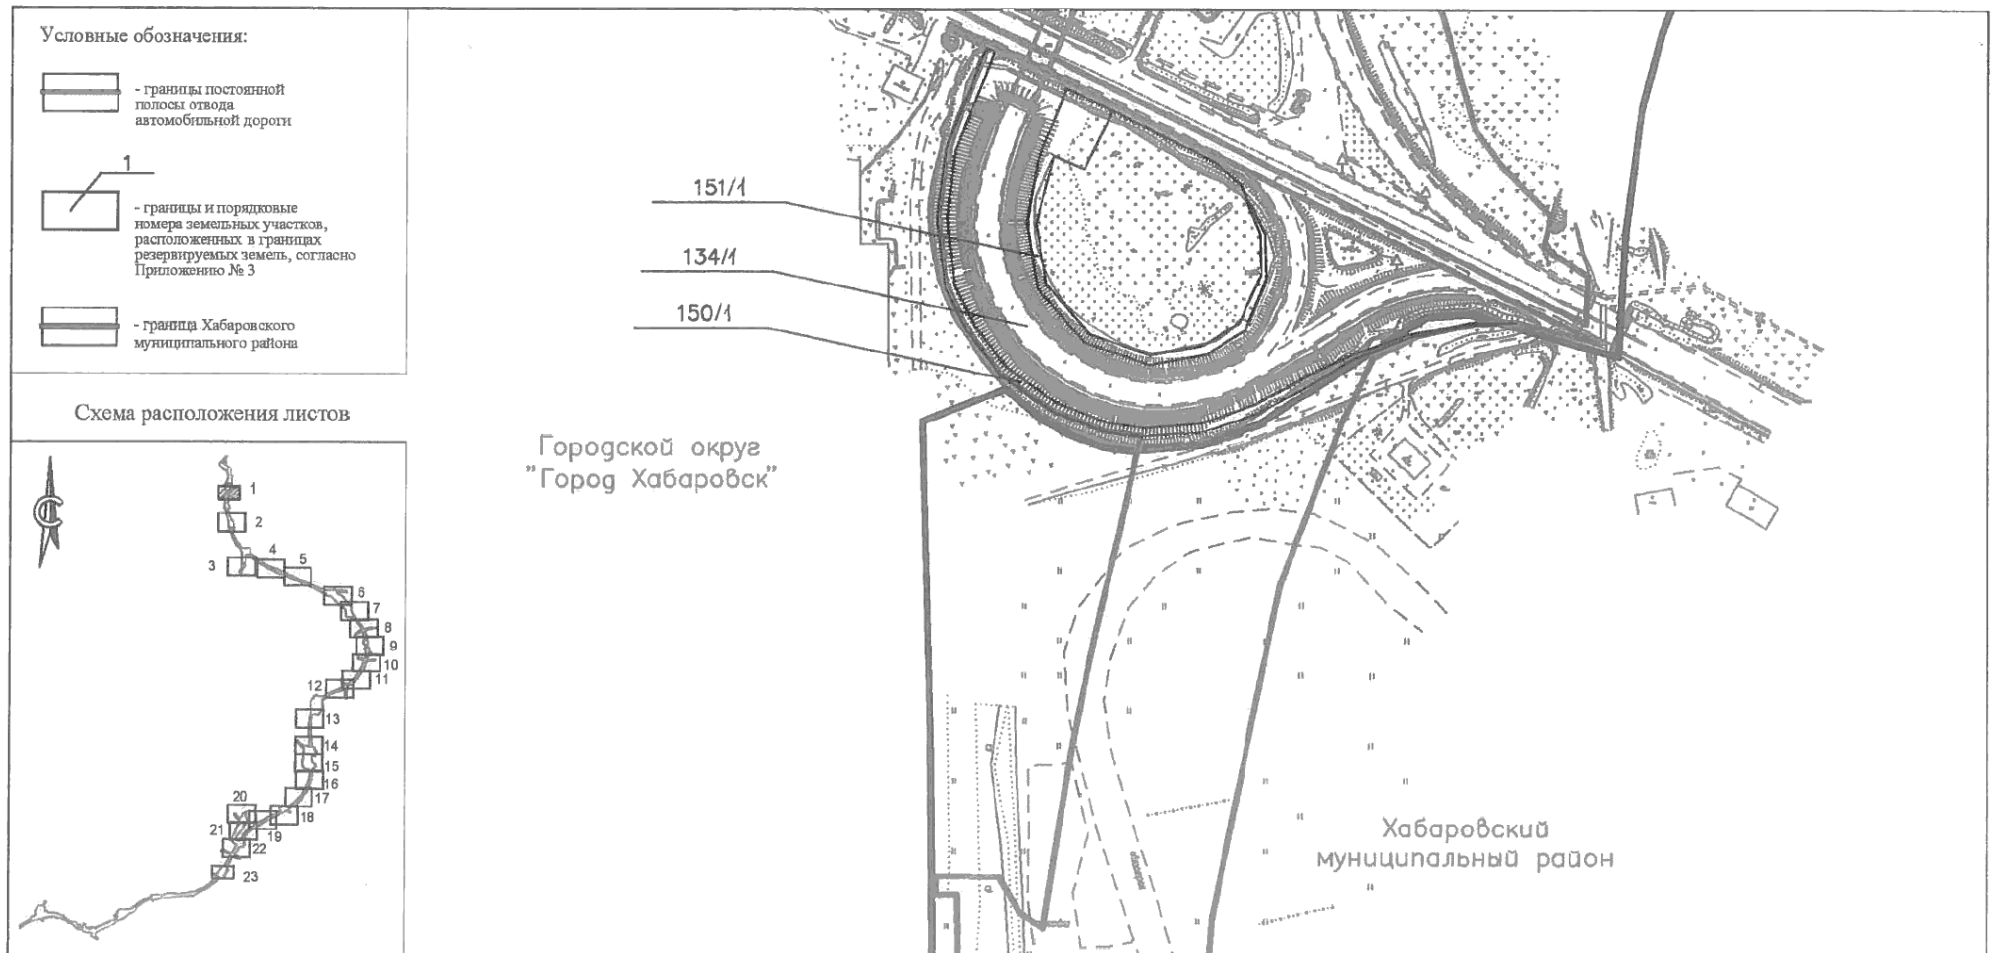 Условные обозначения:
- границы постоянной
полосы отвода
автомобильной дороги
1
- границы и порядковые
номера земельных участков,
расположенных в границах
резервируемых земель, согласно
Приложению № 3
- граница Хабаровского
муниципального района
Схема расположения листов
С
1
2
3
4
5
6
7
8
9
10
11
12
13
14
15
16
17
18
19
20
21
22
23
151/1
134/1
150/1
Городской округ
"Город Хабаровск"
Хабаровский
муниципальный район